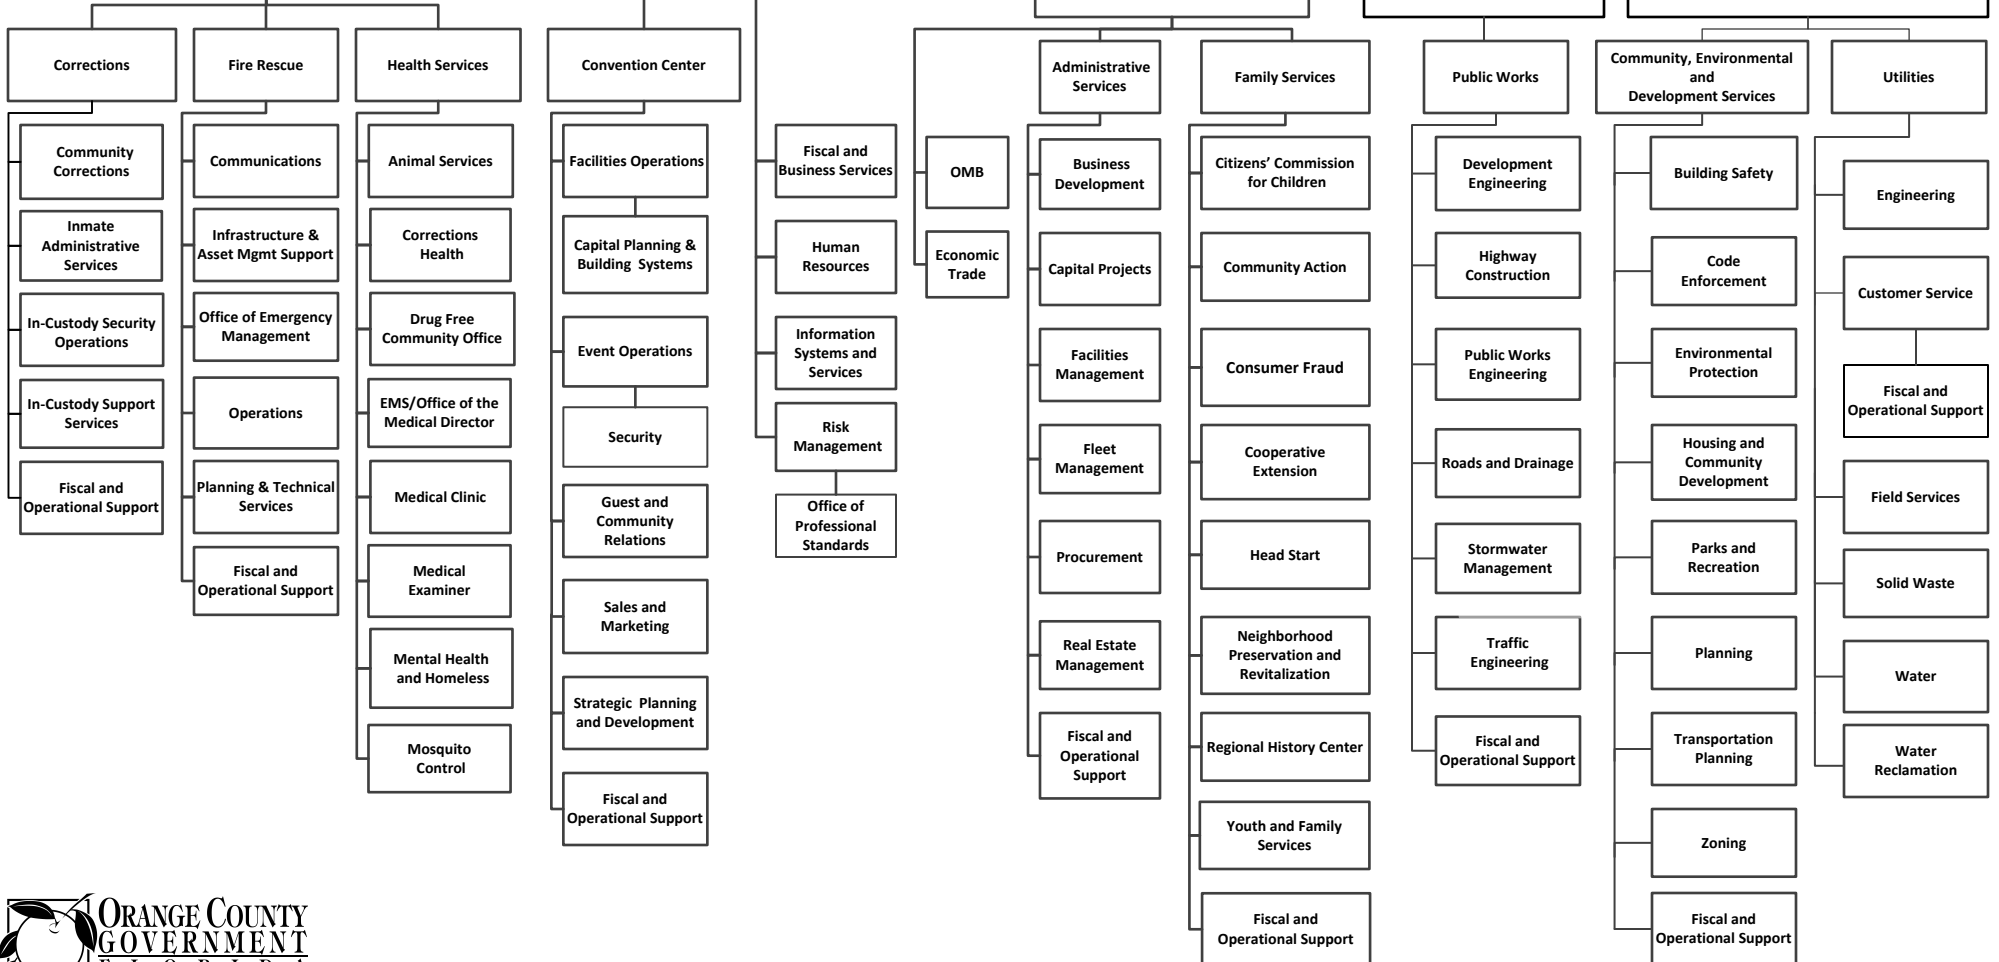 Corrections
Fire Rescue
Health Services
Convention Center
Administrative
Services
Family Services
Public Works
Community, Environmental
and
Development Services
Utilities
Community
Corrections
Inmate
Administrative
Services
In-Custody Security
Operations
In-Custody Support
Services
Fiscal and
Operational Support
Communications
Infrastructure &
Asset Mgmt Support
Office of Emergency
Management
Operations
Planning & Technical
Services
Fiscal and
Operational Support
Animal Services
Corrections
Health
Drug Free
Community Office
EMS/Office of the
Medical Director
Medical Clinic
Medical
Examiner
Mental Health
and Homeless
Mosquito
Control
Facilities Operations
Capital Planning &
Building Systems
Event Operations
Security
Guest and
Community
Relations
Sales and
Marketing
Strategic Planning
and Development
Fiscal and
Operational Support
Fiscal and
Business Services
Human
Resources
Information
Systems and
Services
Risk
Management
Office of
Professional
Standards
OMB
Economic
Trade
Business
Development
Capital Projects
Facilities
Management
Fleet
Management
Procurement
Real Estate
Management
Fiscal and
Operational
Support
Citizens’ Commission
for Children
Community Action
Consumer Fraud
Cooperative
Extension
Head Start
Neighborhood
Preservation and
Revitalization
Regional History Center
Youth and Family
Services
Fiscal and
Operational Support
Development
Engineering
Highway
Construction
Public Works
Engineering
Roads and Drainage
Stormwater
Management
Traffic
Engineering
Fiscal and
Operational Support
Building Safety
Code
Enforcement
Environmental
Protection
Housing and
Community
Development
Parks and
Recreation
Planning
Transportation
Planning
Zoning
Fiscal and
Operational Support
Engineering
Customer Service
Fiscal and
Operational Support
Field Services
Solid Waste
Water
Water
Reclamation
ORANGE COUNTY
GOVERNMENT
FLORIDA